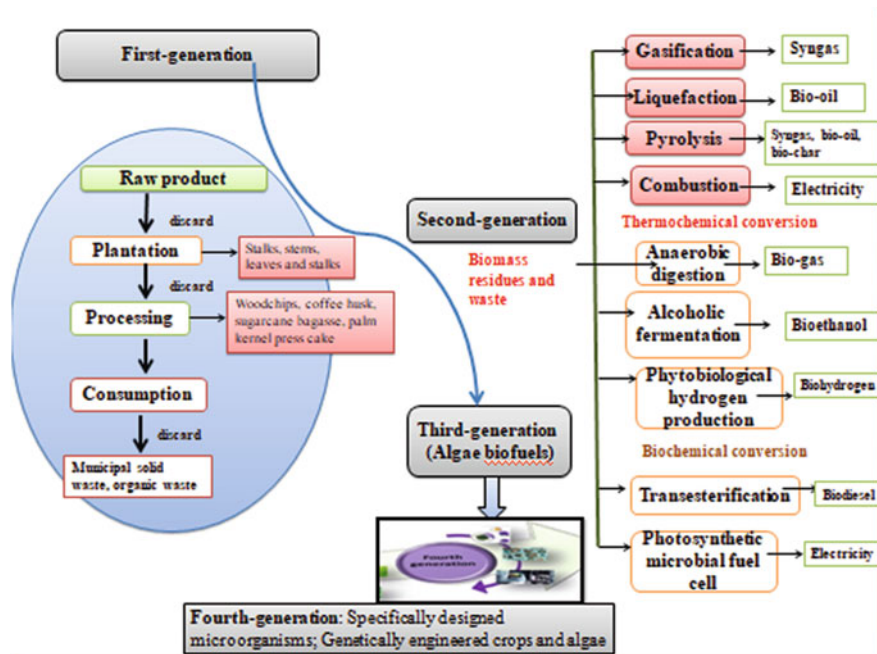 First-generation
Raw product
discard
Plantation
Stalks, stems,
leaves and stalks
discard
Processing
Woodchips, coffee husk,
sugarcane bagasse, palm
kernel press cake
Consumption
discard
Municipal solid
waste, organic waste
Second-generation
Biomass
residues and
waste
Third-generation
(Algae biofuels)
Fourth
generation
Fourth-generation: Specifically designed
microorganisms; Genetically engineered crops and algae
Gasification
Syngas
Liquefaction
Bio-oil
Pyrolysis
Syngas, bio-oil,
bio-char
Combustion
Electricity
Thermochemical conversion
Anaerobic
digestion
Bio-gas
Alcoholic
fermentation
Bioethanol
Phytobiological
hydrogen
production
Biohydrogen
Biochemical conversion
Transesterification
Biodiesel
Photosynthetic
microbial fuel
cell
Electricity